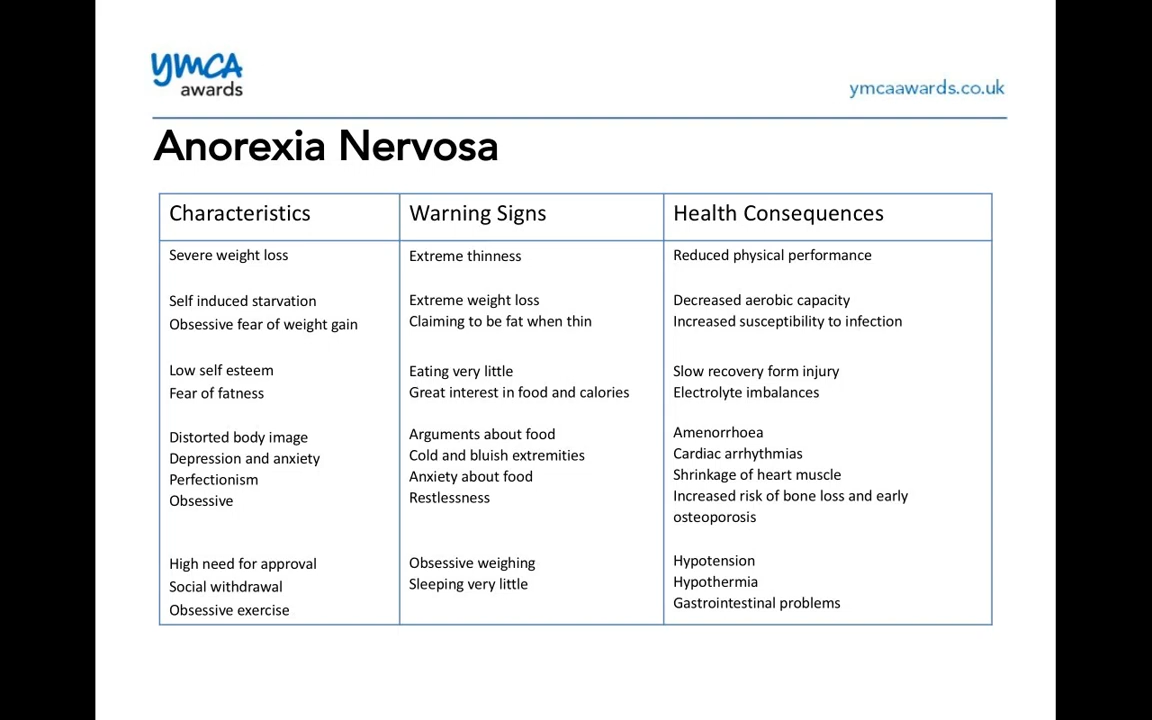 ymca
awards
ymcaawards.co.uk
Anorexia Nervosa
Characteristics
Severe weight loss
Self induced starvation
Obsessive fear of weight gain
Low self esteem
Fear of fatness
Distorted body image
Depression and anxiety
Perfectionism
Obsessive
High need for approval
Social withdrawal
Obsessive exercise
Warning Signs
Extreme thinness
Extreme weight loss
Claiming to be fat when thin
Eating very little
Great interest in food and calories
Arguments about food
Cold and bluish extremities
Anxiety about food
Restlessness
Obsessive weighing
Sleeping very little
Health Consequences
Reduced physical performance
Decreased aerobic capacity
Increased susceptibility to infection
Slow recovery form injury
Electrolyte imbalances
Amenorrhoea
Cardiac arrhythmias
Shrinkage of heart muscle
Increased risk of bone loss and early
osteoporosis
Hypotension
Hypothermia
Gastrointestinal problems